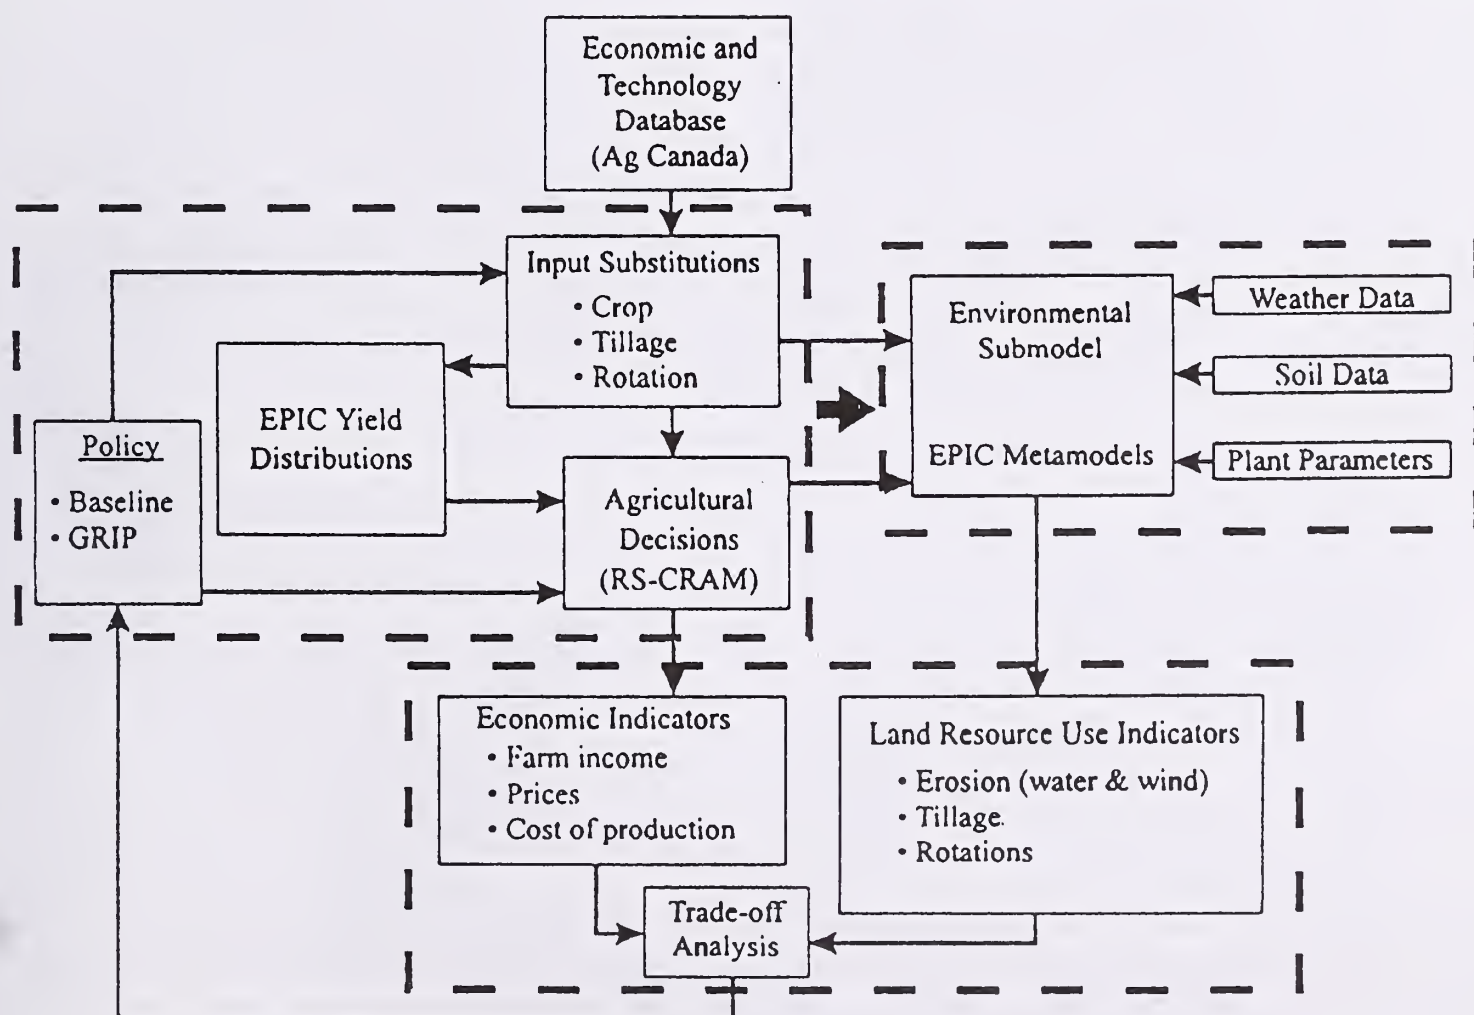 Economic and
Technology
Database
(Ag Canada)
Input Substitutions
• Crop
• Tillage
• Rotation
EPIC Yield
Distributions
Policy
• Baseline
• GRIP
Agricultural
Decisions
(RS-CRAM)
Environmental
Submodel
EPIC Metamodels
Weather Data
Soil Data
Plant Parameters
Economic Indicators
• Farm income
• Prices
• Cost of production
Land Resource Use Indicators
• Erosion (water & wind)
• Tillage.
• Rotations
Trade-off
Analysis